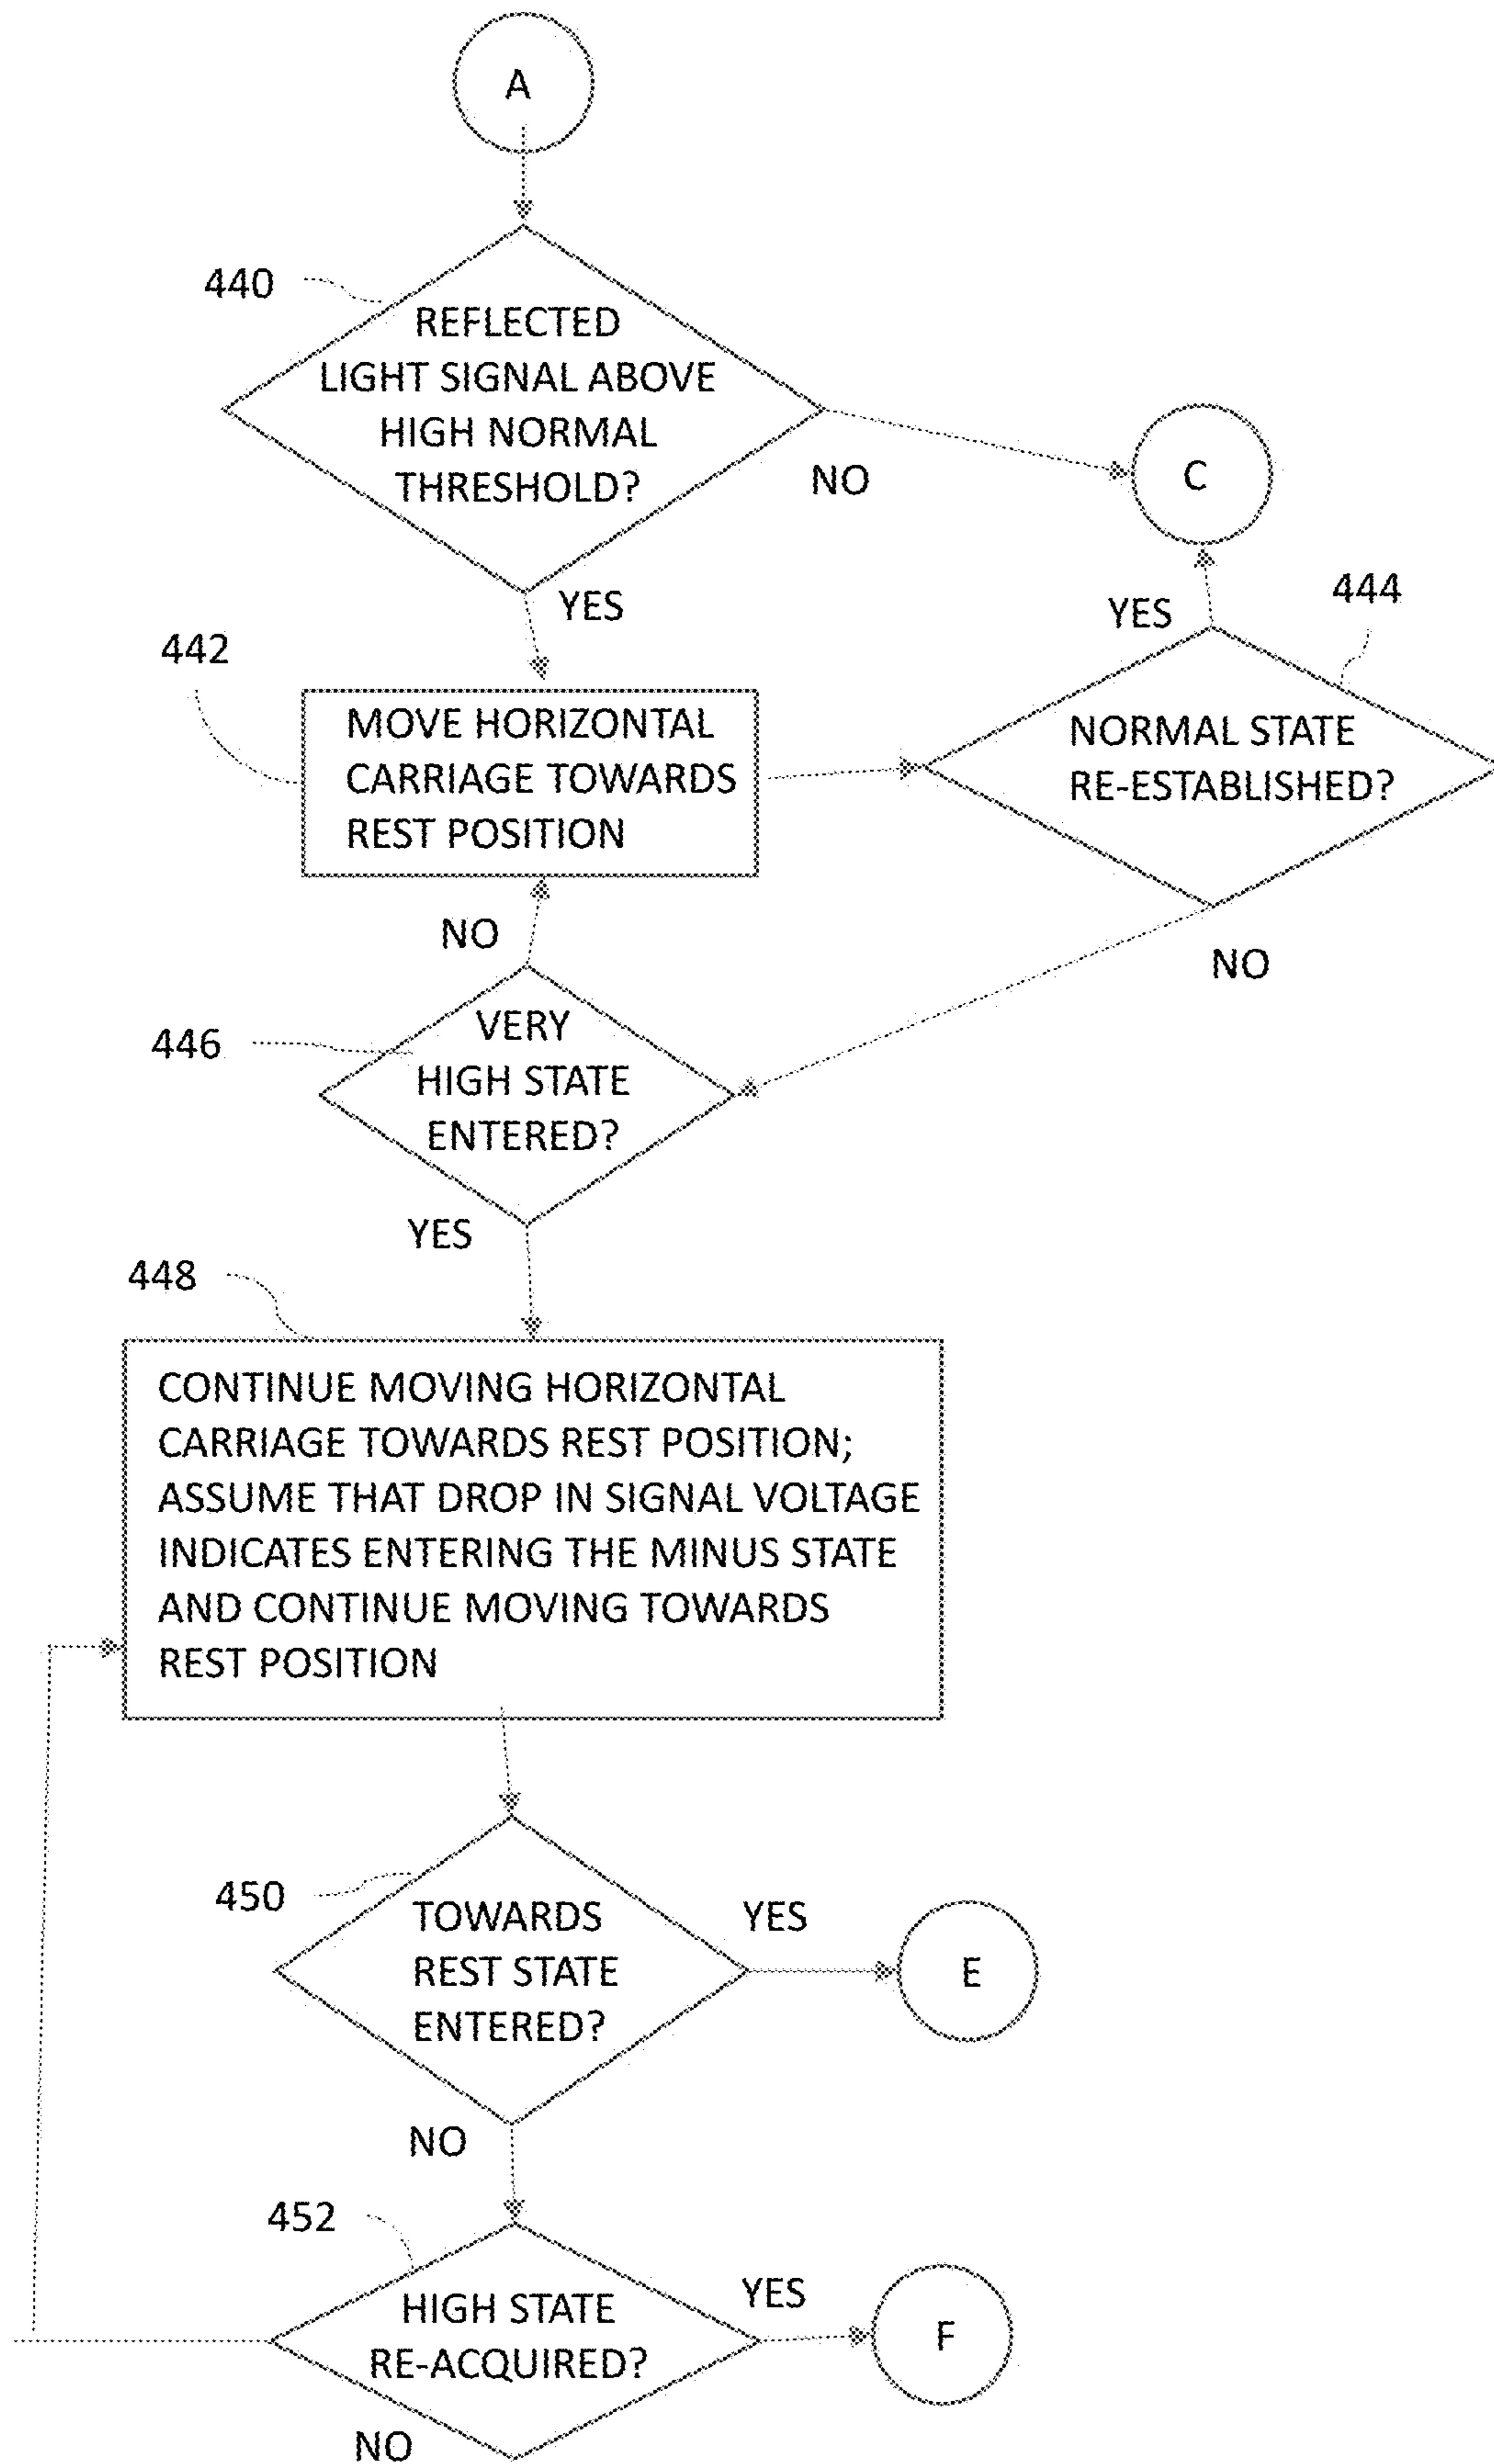 A
440
REFLECTED
LIGHT SIGNAL ABOVE
HIGH NORMAL
THRESHOLD?
NO
C
YES
442
MOVE HORIZONTAL
CARRIAGE TOWARDS
REST POSITION
YES
444
NORMAL STATE
RE-ESTABLISHED?
NO
NO
446
VERY
HIGH STATE
ENTERED?
YES
448
CONTINUE MOVING HORIZONTAL
CARRIAGE TOWARDS REST POSITION;
ASSUME THAT DROP IN SIGNAL VOLTAGE
INDICATES ENTERING THE MINUS STATE
AND CONTINUE MOVING TOWARDS
REST POSITION
450
TOWARDS
REST STATE
ENTERED?
YES
E
NO
452
HIGH STATE
RE-ACQUIRED?
YES
F
NO